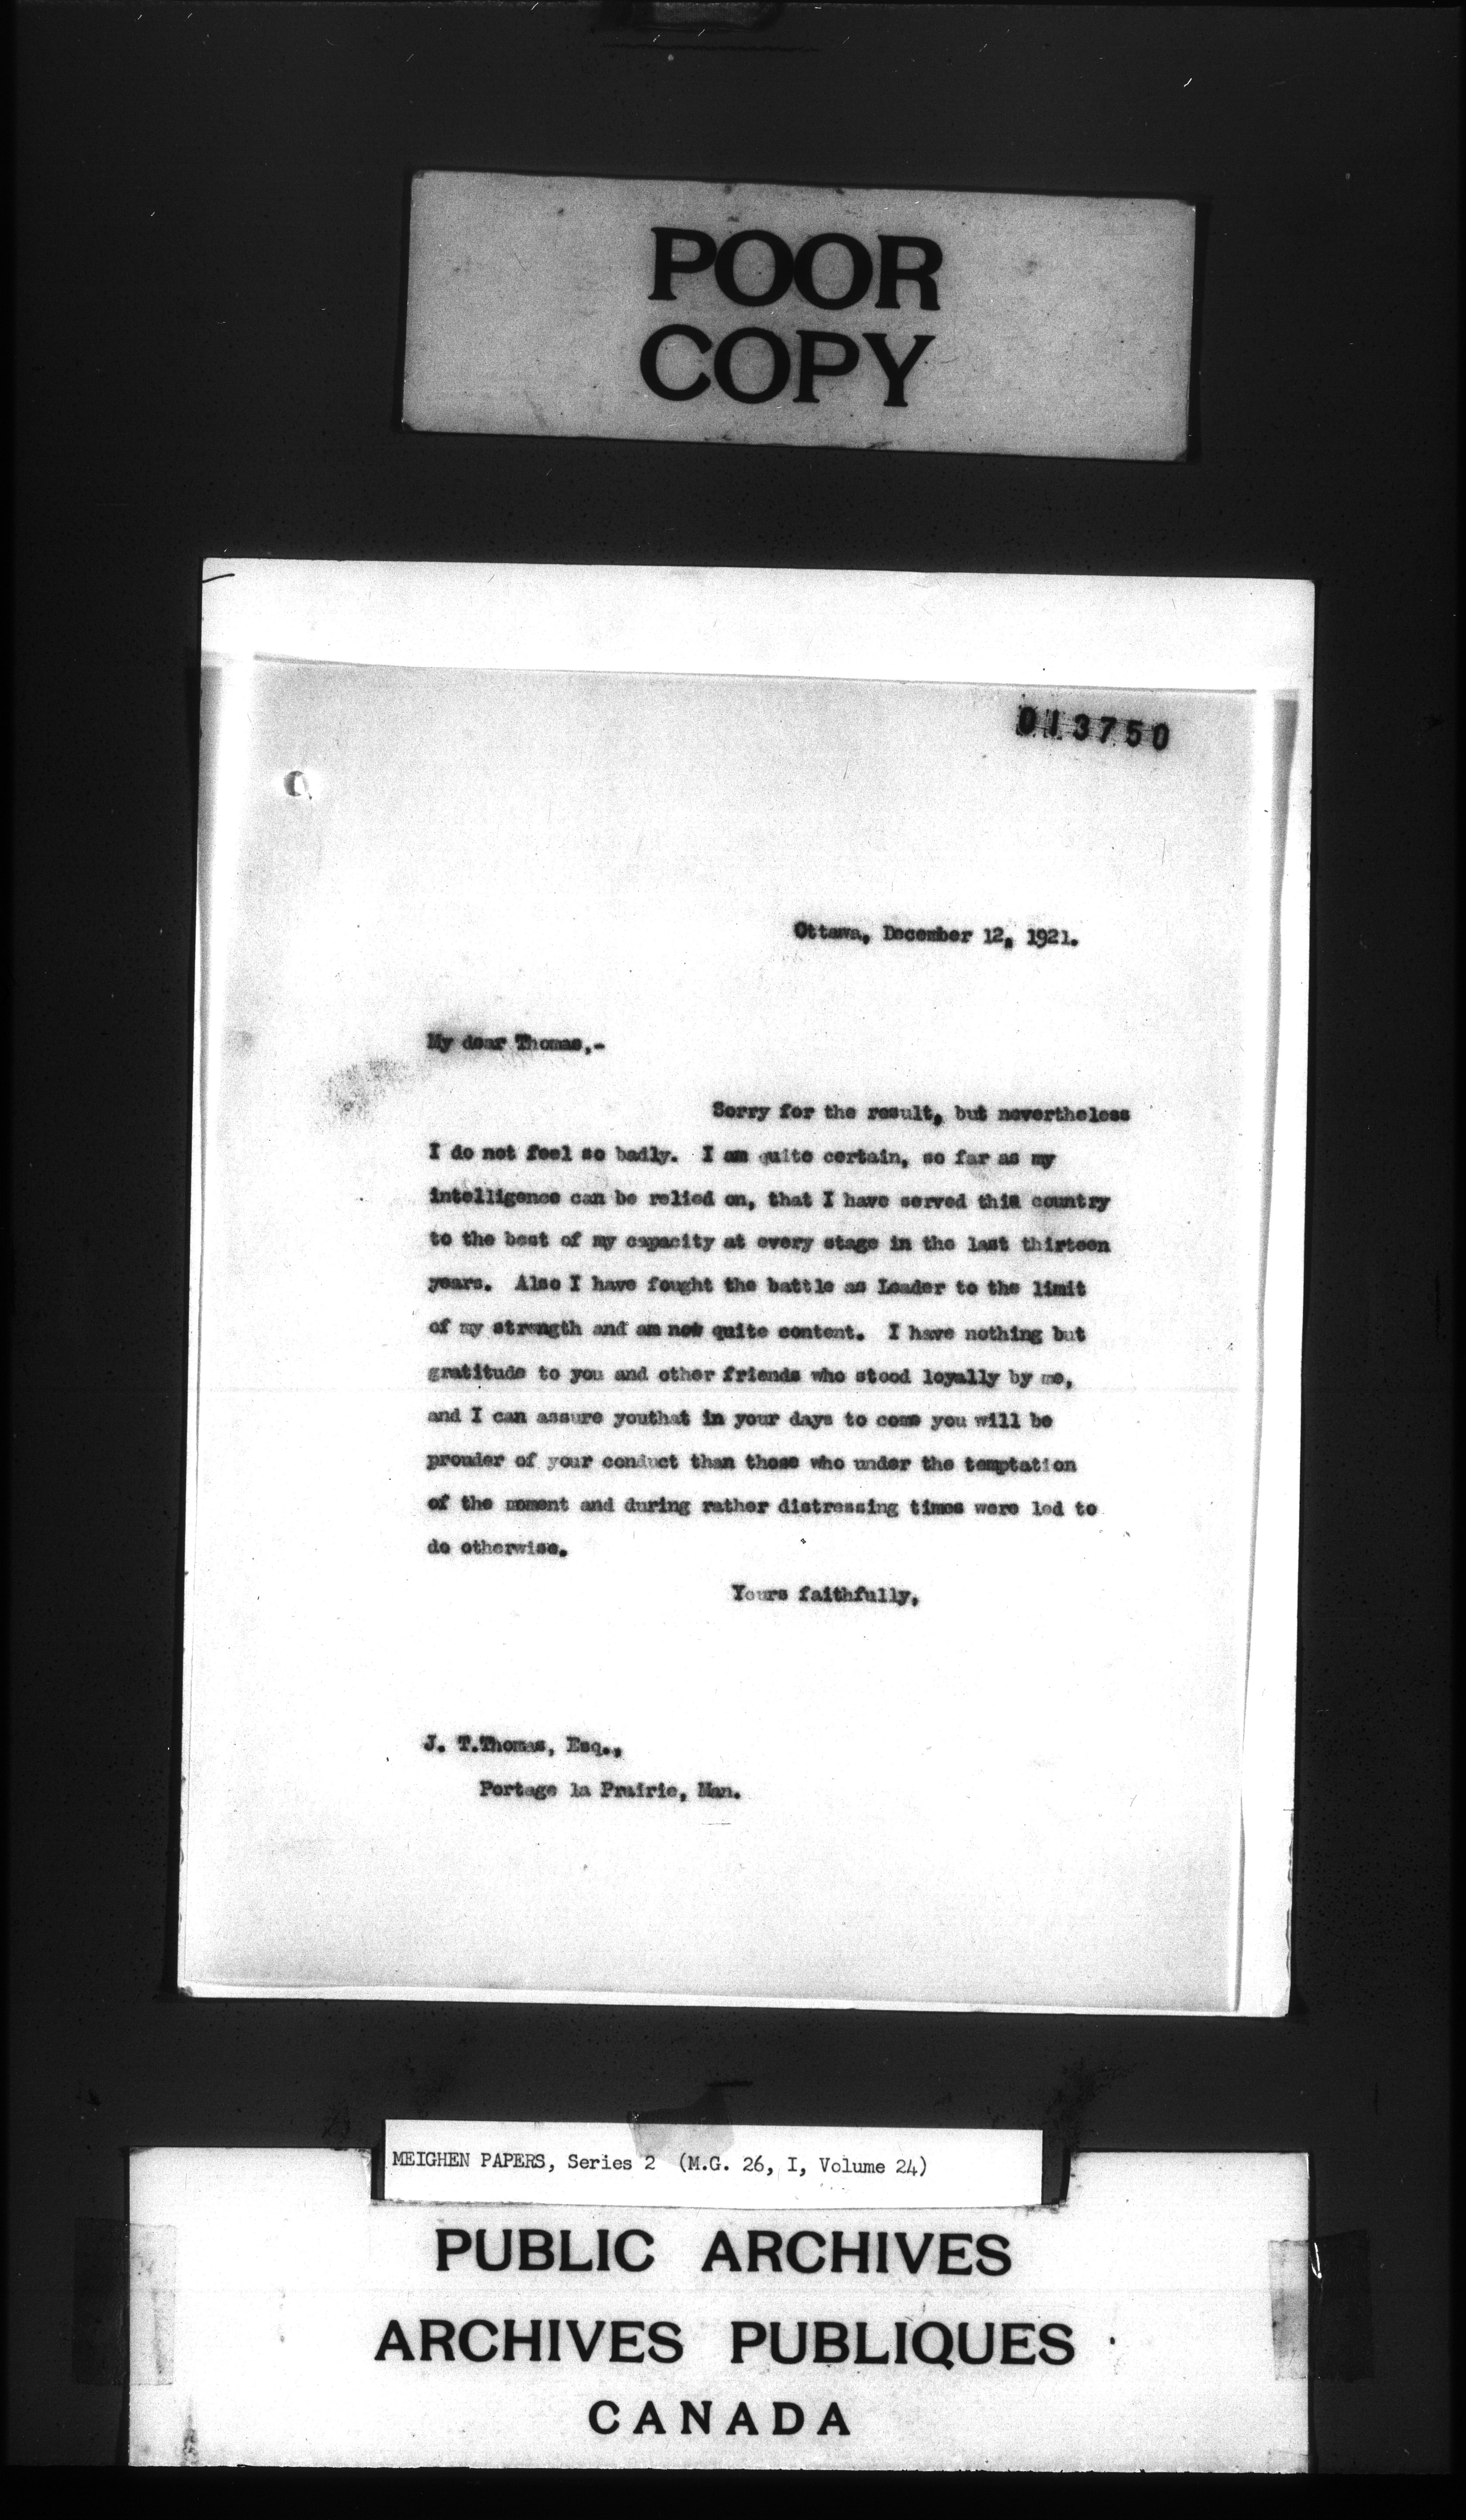 POOR
COPY
013750
Ottawa, December 12, 1921.
My dear Thomas,-
Sorry for the result, but nevertheless
I do not feel so badly. I am quite certain, so far as my
intelligence can be relied on, that I have served this country
to the best of my capacity at every stage in the last thirteen
years. Also I have fought the battle as Leader to the limit
of my strength and am now quite content. I have nothing but
gratitude to you and other friends who stood loyally by me,
and I can assure youthat in your days to come you will be
prouder of your conduct than those who under the temptation
of the moment and during rather distressing times were led to
do otherwise.
Yours faithfully,
J. T.Thomas, Esq.,
Portage la Prairie, Man.
MEIGHEN PAPERS, Series 2 (M.G. 26, I, Volume 24)
PUBLIC ARCHIVES
ARCHIVES PUBLIQUES
CANADA